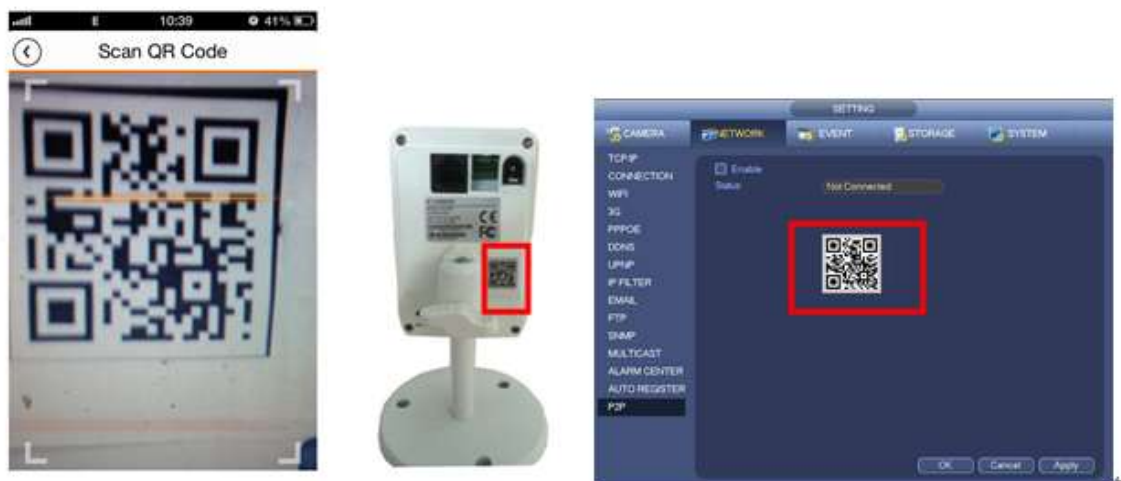 E 10:39 41%
Scan QR Code
CE
FC
SETTING
CAMERA NETWORK EVENT STORAGE SYSTEM
TCP/IP
CONNECTION
WIFI
3G
PPPOE
DDNS
UPNP
IP FILTER
EMAIL
FTP
SNMP
MULTICAST
ALARM CENTER
AUTO REGISTER
P2P
Enable
Status Not Connected
OK Cancel Apply